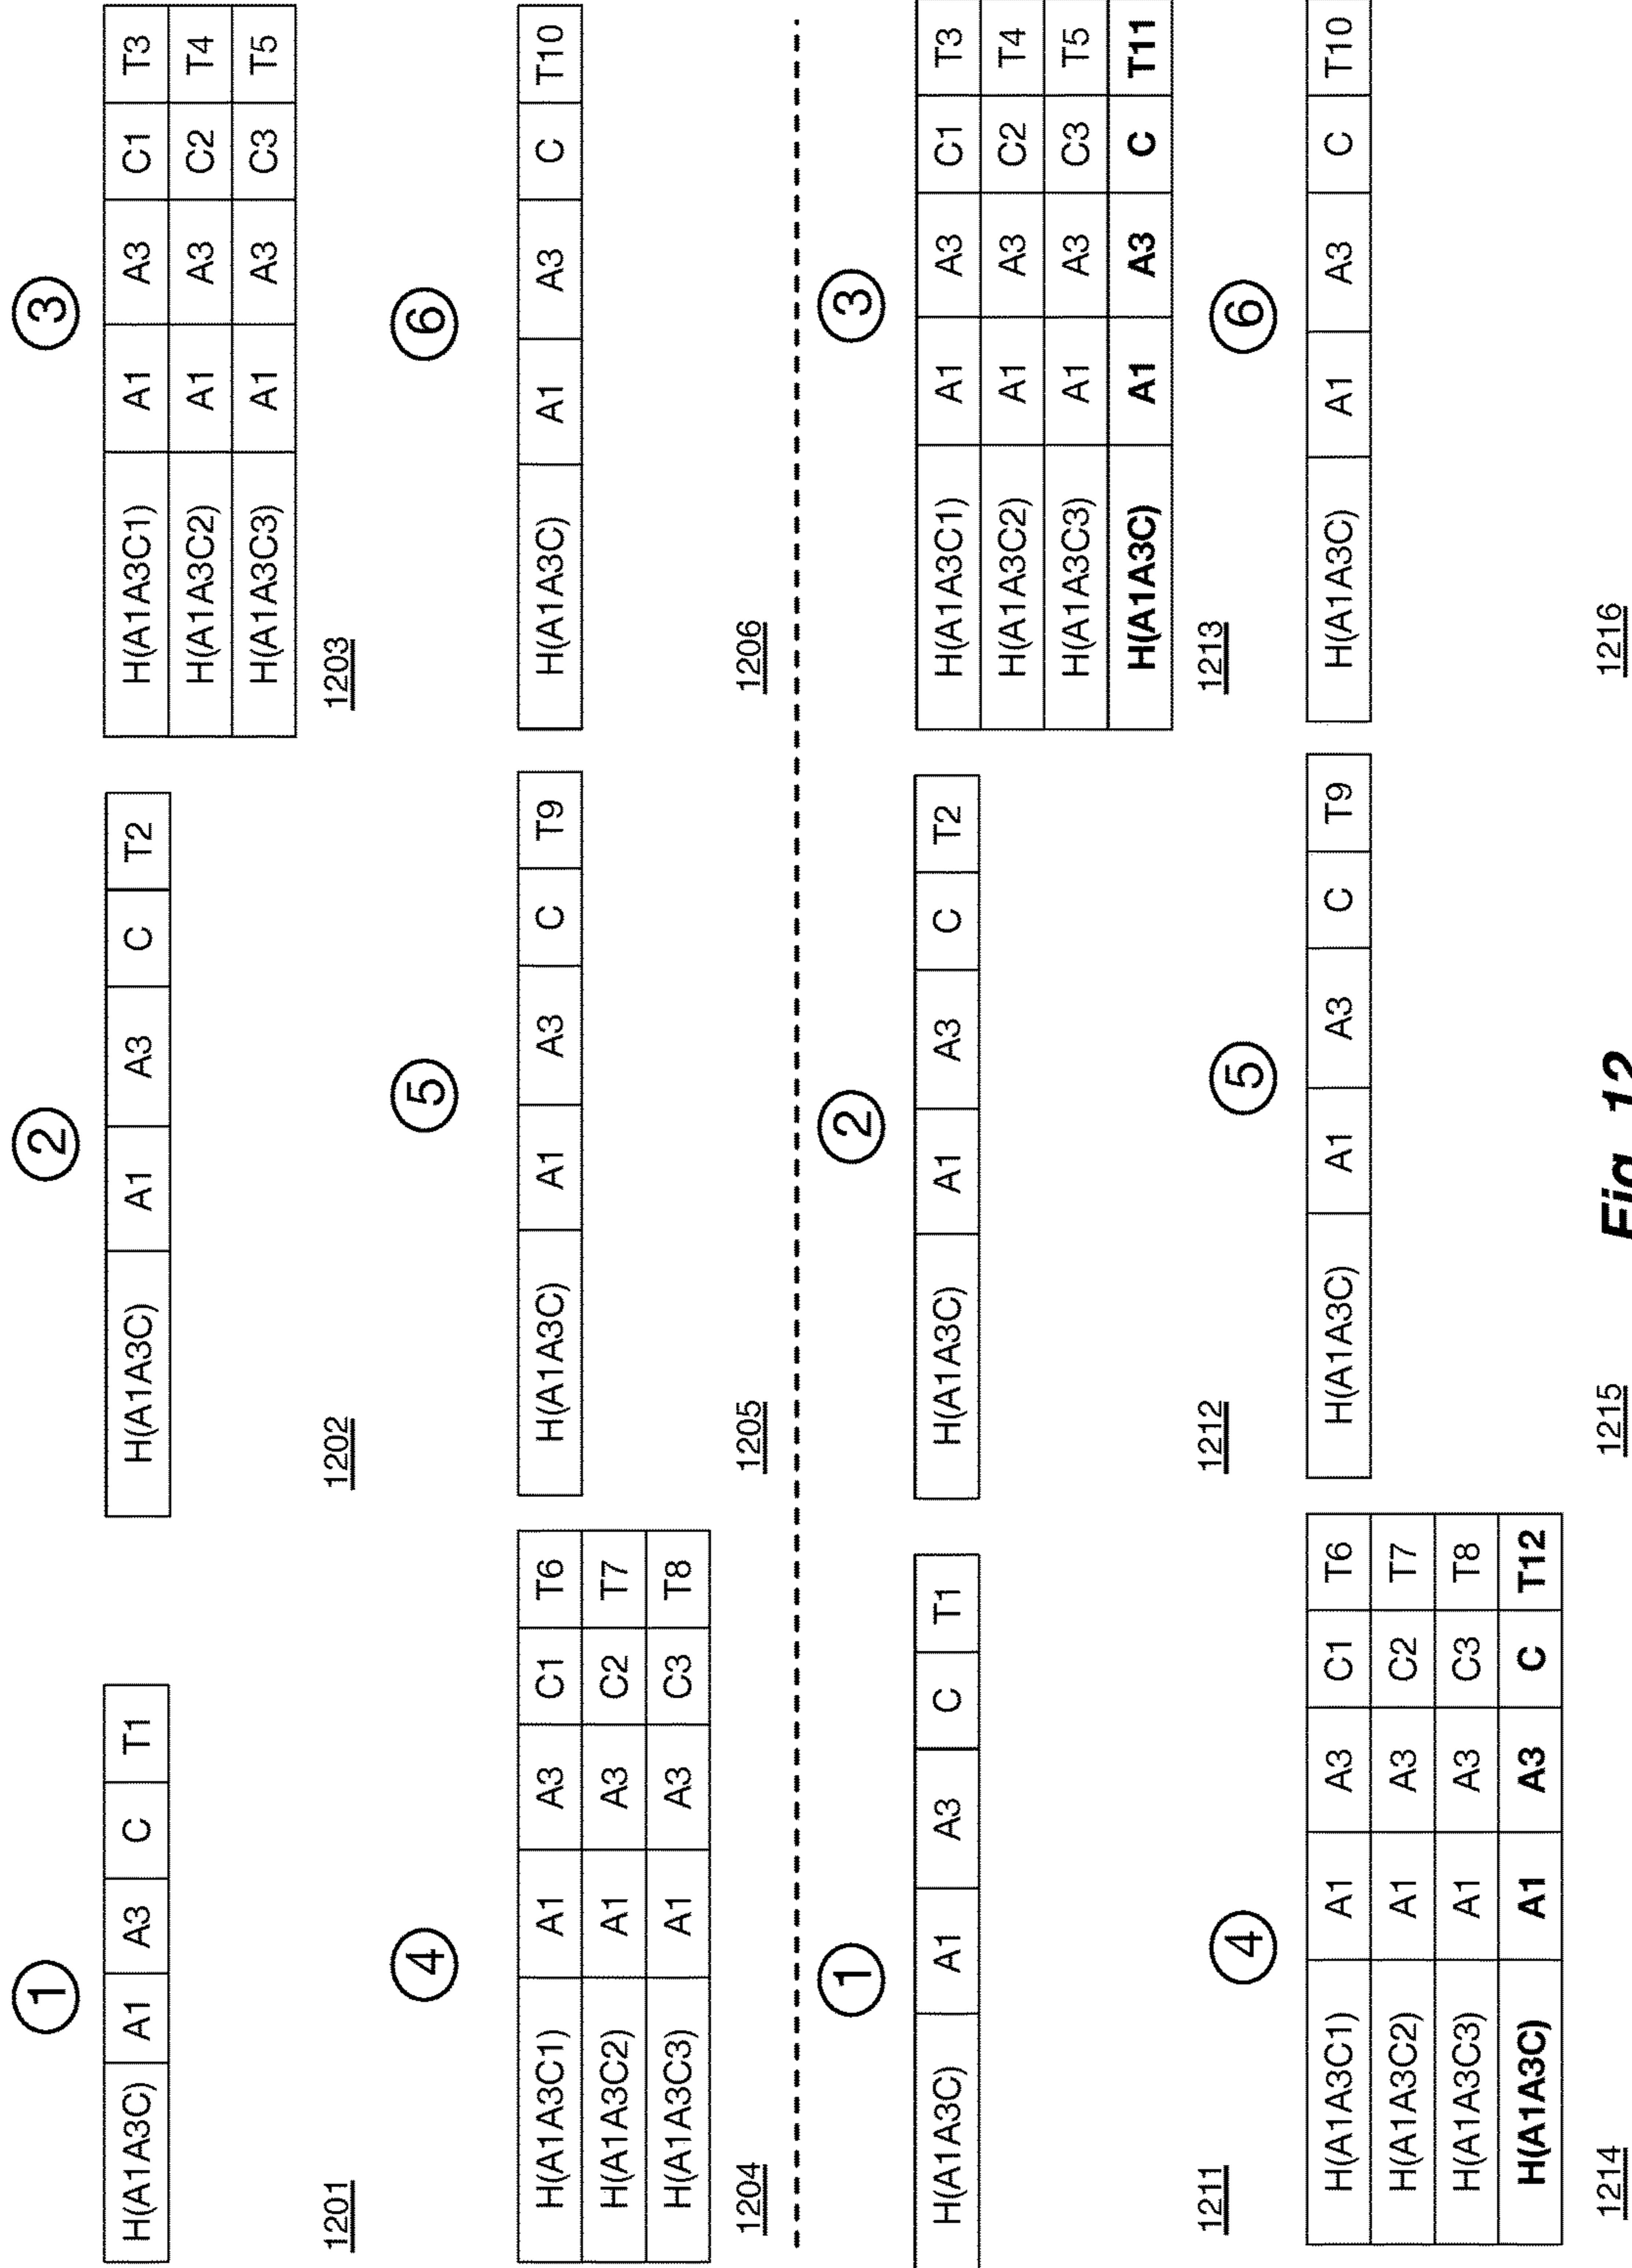 1 2 3
H(A1A3C) A1 A3 C T1
H(A1A3C) A1 A3 C T2
H(A1A3C1) A1 A3 C1 T3
H(A1A3C2) A1 A3 C2 T4
H(A1A3C3) A1 A3 C3 T5
1201 1202 1203
4 5 6
H(A1A3C1) A1 A3 C1 T6
H(A1A3C2) A1 A3 C2 T7
H(A1A3C3) A1 A3 C3 T8
H(A1A3C) A1 A3 C T9
H(A1A3C) A1 A3 C T10
1204 1205 1206
1 2 3
H(A1A3C) A1 A3 C T1
H(A1A3C) A1 A3 C T2
H(A1A3C1) A1 A3 C1 T3
H(A1A3C2) A1 A3 C2 T4
H(A1A3C3) A1 A3 C3 T5
H(A1A3C) A1 A3 C T11
1211 1212 1213
4 5 6
H(A1A3C1) A1 A3 C1 T6
H(A1A3C2) A1 A3 C2 T7
H(A1A3C3) A1 A3 C3 T8
H(A1A3C) A1 A3 C T12
H(A1A3C) A1 A3 C T9
H(A1A3C) A1 A3 C T10
1214 1215 1216
Fig. 12